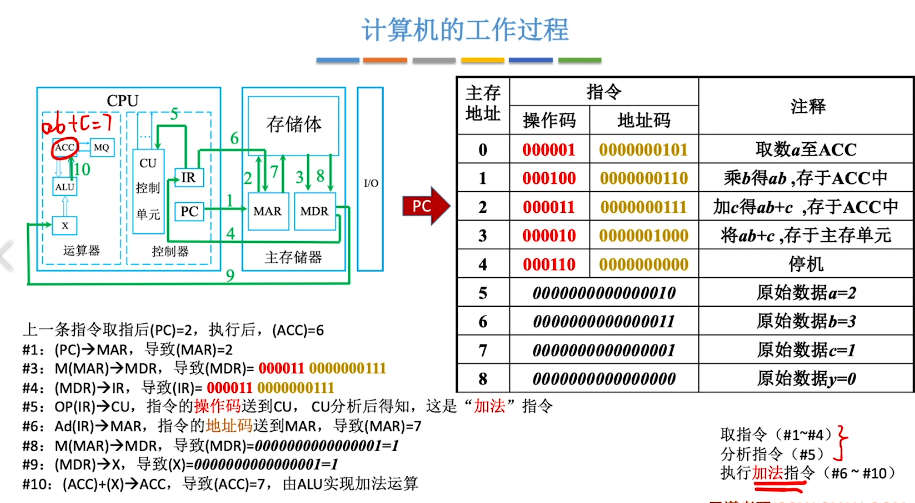 计算机的工作过程
CPU
ab+c=7
ACC
MQ
ALU
10
X
运算器
5
...
CU
控制
单元
IR
PC
控制器
6
1
4
9
存储体
2
7
3
8
MAR
MDR
主存储器
I/O
PC
主存地址 指令 注释
操作码 地址码
0 000001 0000000101 取数a至ACC
1 000100 0000000110 乘b得ab ,存于ACC中
2 000011 0000000111 加c得ab+c ,存于ACC中
3 000010 0000001000 将ab+c ,存于主存单元
4 000110 0000000000 停机
5 0000000000000010 原始数据a=2
6 0000000000000011 原始数据b=3
7 0000000000000001 原始数据c=1
8 0000000000000000 原始数据y=0
上一条指令取指后(PC)=2，执行后，(ACC)=6
#1：(PC)→MAR，导致(MAR)=2
#3：M(MAR)→MDR，导致(MDR)= 000011 0000000111
#4：(MDR)→IR，导致(IR)= 000011 0000000111
#5：OP(IR)→CU，指令的操作码送到CU， CU分析后得知，这是“加法”指令
#6：Ad(IR)→MAR，指令的地址码送到MAR，导致(MAR)=7
#8：M(MAR)→MDR，导致(MDR)=0000000000000001=1
#9：(MDR)→X，导致(X)=0000000000000001=1
#10：(ACC)+(X)→ACC，导致(ACC)=7，由ALU实现加法运算
取指令（#1~#4）
分析指令（#5）
执行加法指令（#6 ~ #10）